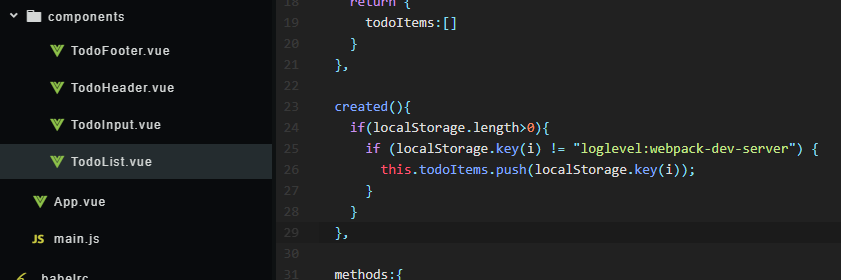 components
TodoFooter.vue
TodoHeader.vue
TodoInput.vue
TodoList.vue
App.vue
JS main.js
babelrc
18 return {
19 todoItems:[]
20 }
21 },
22
23 created(){
24 if(localStorage.length>0){
25 if (localStorage.key(i) != "loglevel:webpack-dev-server") {
26 this.todoItems.push(localStorage.key(i));
27 }
28 }
29 },
30
31 methods:{